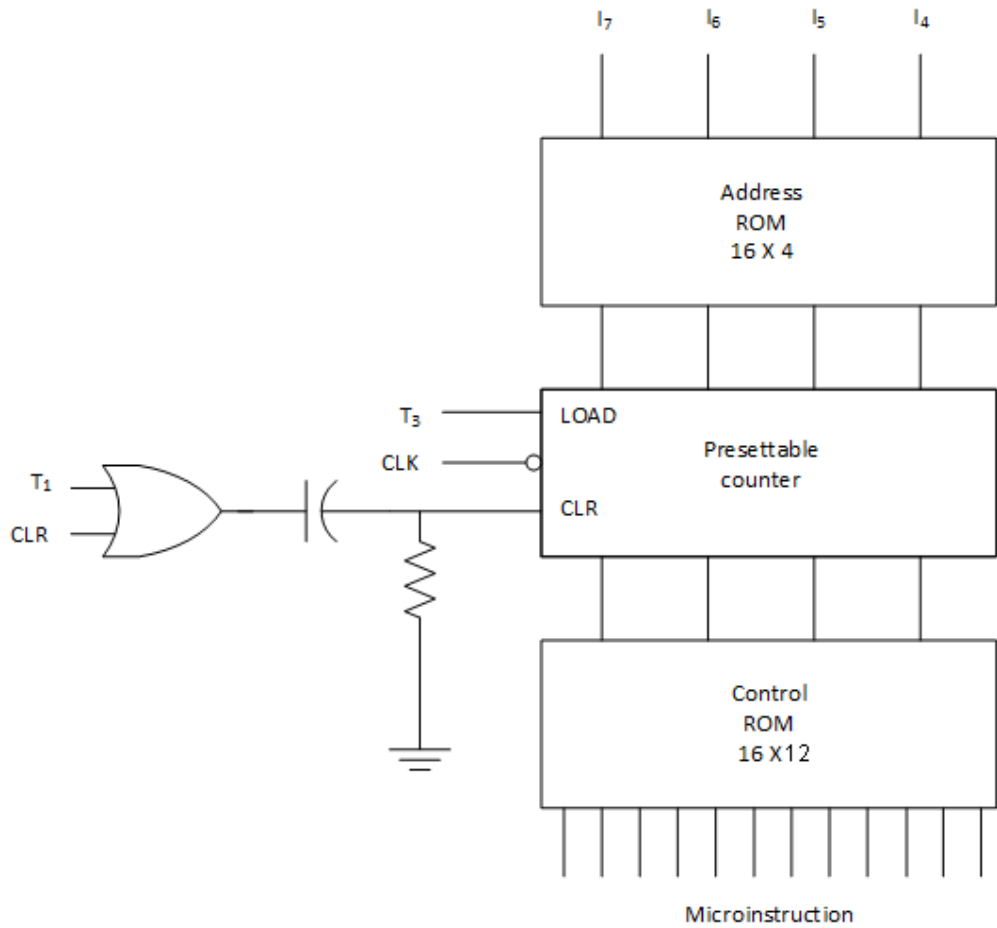 I₇ I₆ I₅ I₄
Address
ROM
16 X 4
T₃ LOAD
Presettable
CLK counter
T₁
CLR
CLR
Control
ROM
16 X12
Microinstruction